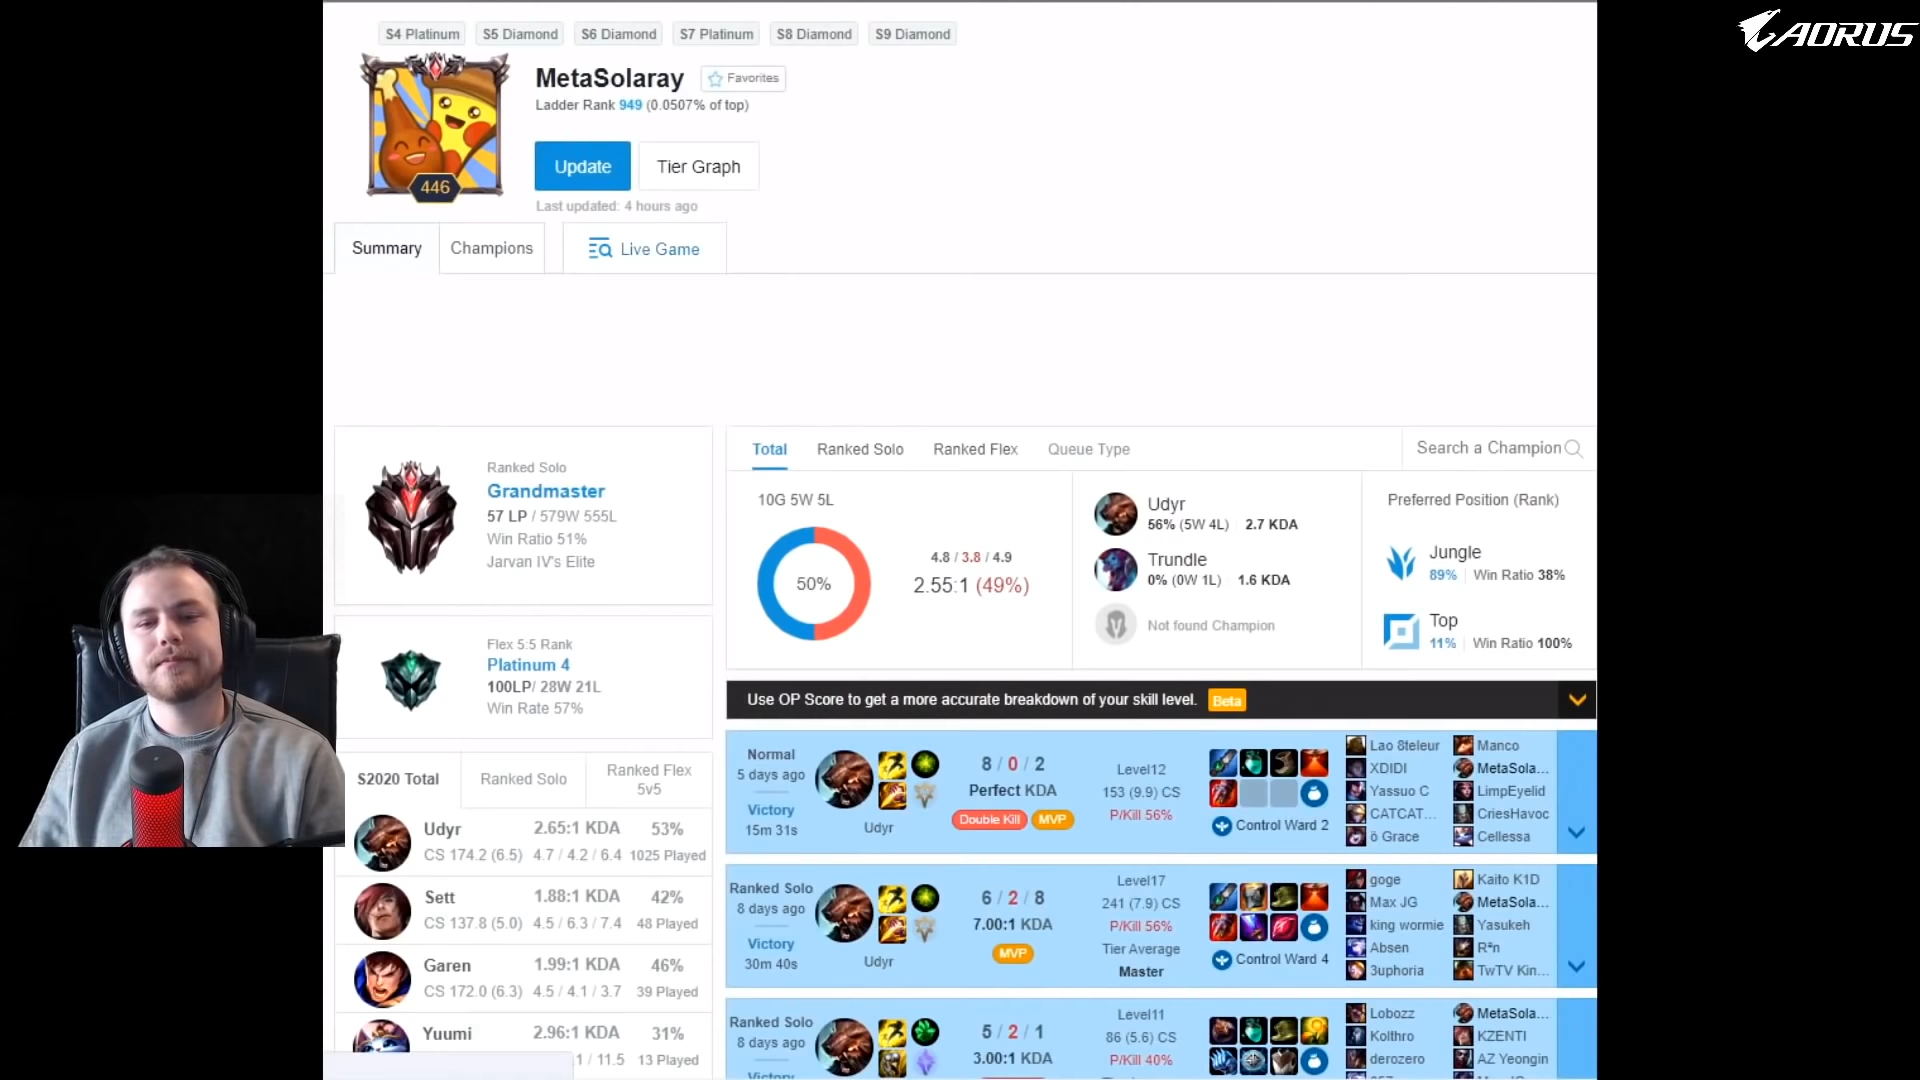 S4 Platinum S5 Diamond S6 Diamond S7 Platinum S8 Diamond S9 Diamond
AORUS
MetaSolaray Favorites
Ladder Rank 949 (0.0507% of top)
Update Tier Graph
446
Last updated: 4 hours ago
Summary Champions Live Game
Ranked Solo
Grandmaster
57 LP / 579W 555L
Win Ratio 51%
Jarvan IV's Elite
Flex 5:5 Rank
Platinum 4
100LP/ 28W 21L
Win Rate 57%
S2020 Total Ranked Solo Ranked Flex 5v5
Udyr 2.65:1 KDA 53%
CS 174.2 (6.5) 4.7 / 4.2 / 6.4 1025 Played
Sett 1.88:1 KDA 42%
CS 137.8 (5.0) 4.5 / 6.3 / 7.4 48 Played
Garen 1.99:1 KDA 46%
CS 172.0 (6.3) 4.5 / 4.1 / 3.7 39 Played
Yuumi 2.96:1 KDA 31%
1 / 11.5 13 Played
Total Ranked Solo Ranked Flex Queue Type Search a Champion
10G 5W 5L
50%
4.8 / 3.8 / 4.9
2.55:1 (49%)
Udyr
56% (5W 4L) 2.7 KDA
Trundle
0% (0W 1L) 1.6 KDA
Not found Champion
Preferred Position (Rank)
Jungle
89% Win Ratio 38%
Top
11% Win Ratio 100%
Use OP Score to get a more accurate breakdown of your skill level. Beta
Normal
5 days ago
Victory
15m 31s
Udyr
8 / 0 / 2
Perfect KDA
Double Kill MVP
Level12
153 (9.9) CS
P/Kill 56%
Control Ward 2
Lao 8teleur Manco
XDIDI MetaSola...
Yassuo C LimpEyelid
CATCAT... CriesHavoc
ö Grace Cellessa
Ranked Solo
8 days ago
Victory
30m 40s
Udyr
6 / 2 / 8
7.00:1 KDA
MVP
Level17
241 (7.9) CS
P/Kill 56%
Tier Average
Master
Control Ward 4
goge Kaito K1D
Max JG MetaSola...
king wormie Yasukeh
Absen Rªn
3uphoria TwTV Kin...
Ranked Solo
8 days ago
Victory
5 / 2 / 1
3.00:1 KDA
Level11
86 (5.6) CS
P/Kill 40%
Lobozz MetaSola...
Kolthro KZENTI
derozero AZ Yeongin